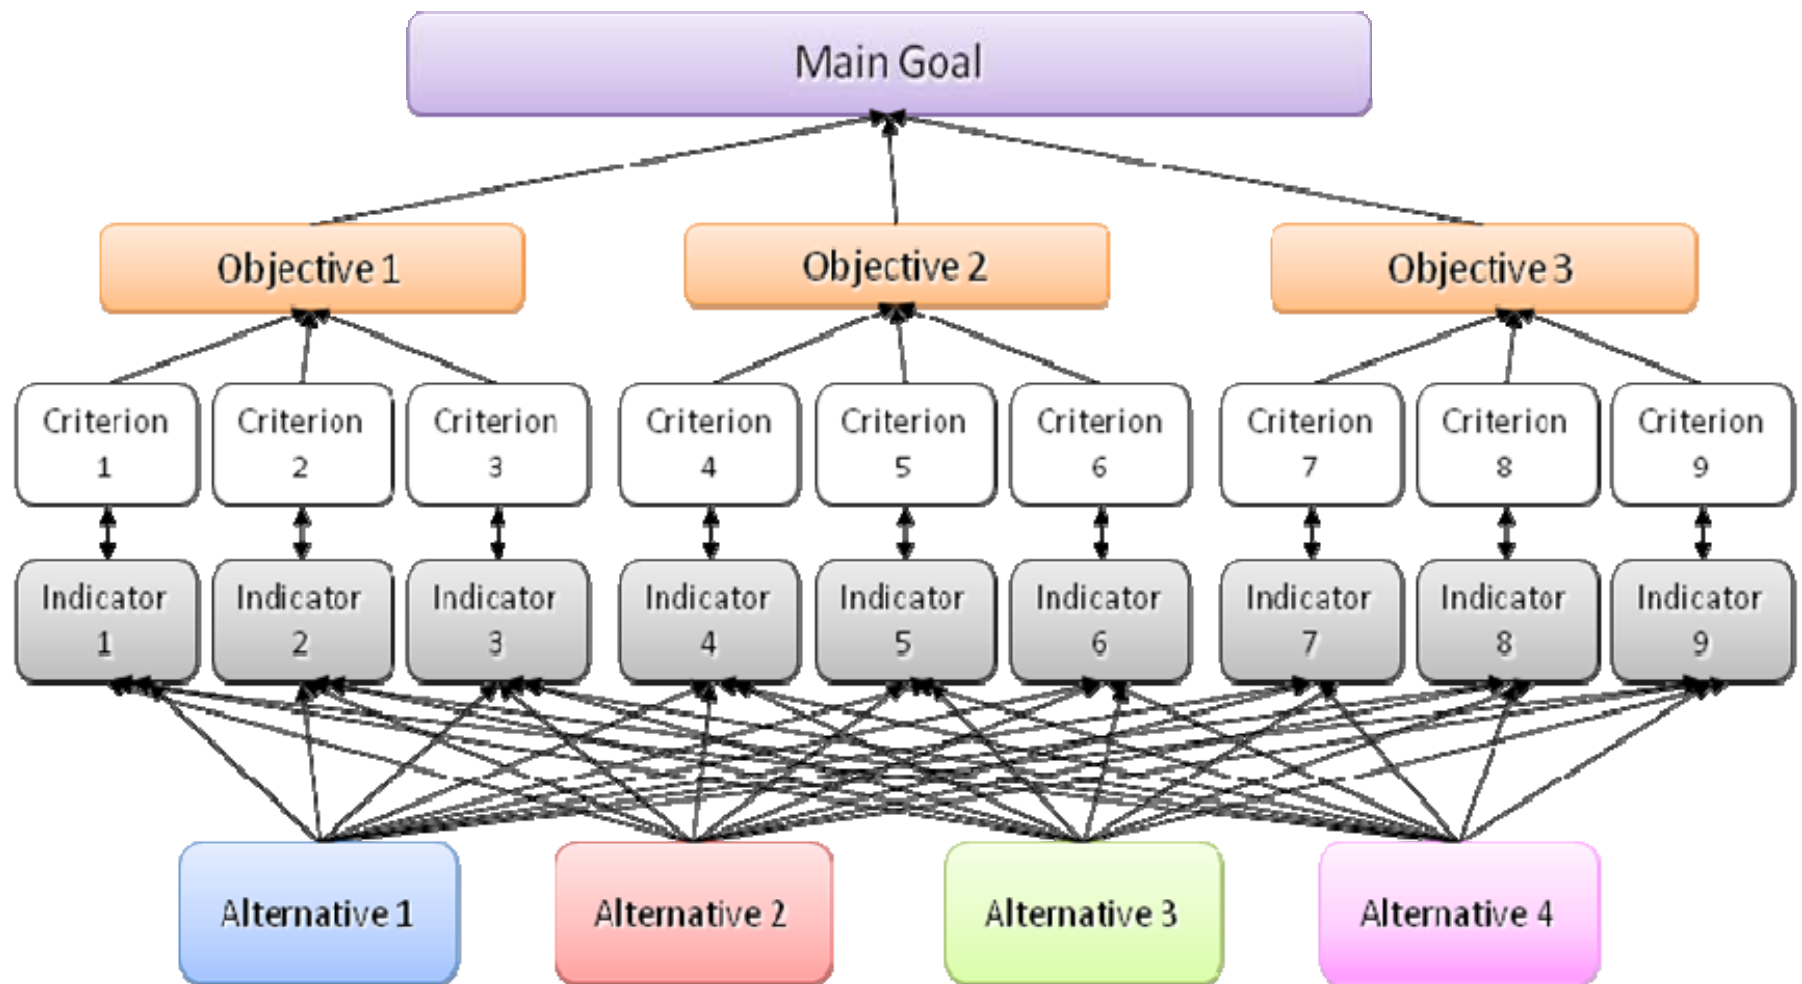 Main Goal
Objective 1
Objective 2
Objective 3
Criterion
1
Criterion
2
Criterion
3
Criterion
4
Criterion
5
Criterion
6
Criterion
7
Criterion
8
Criterion
9
Indicator
1
Indicator
2
Indicator
3
Indicator
4
Indicator
5
Indicator
6
Indicator
7
Indicator
8
Indicator
9
Alternative 1
Alternative 2
Alternative 3
Alternative 4